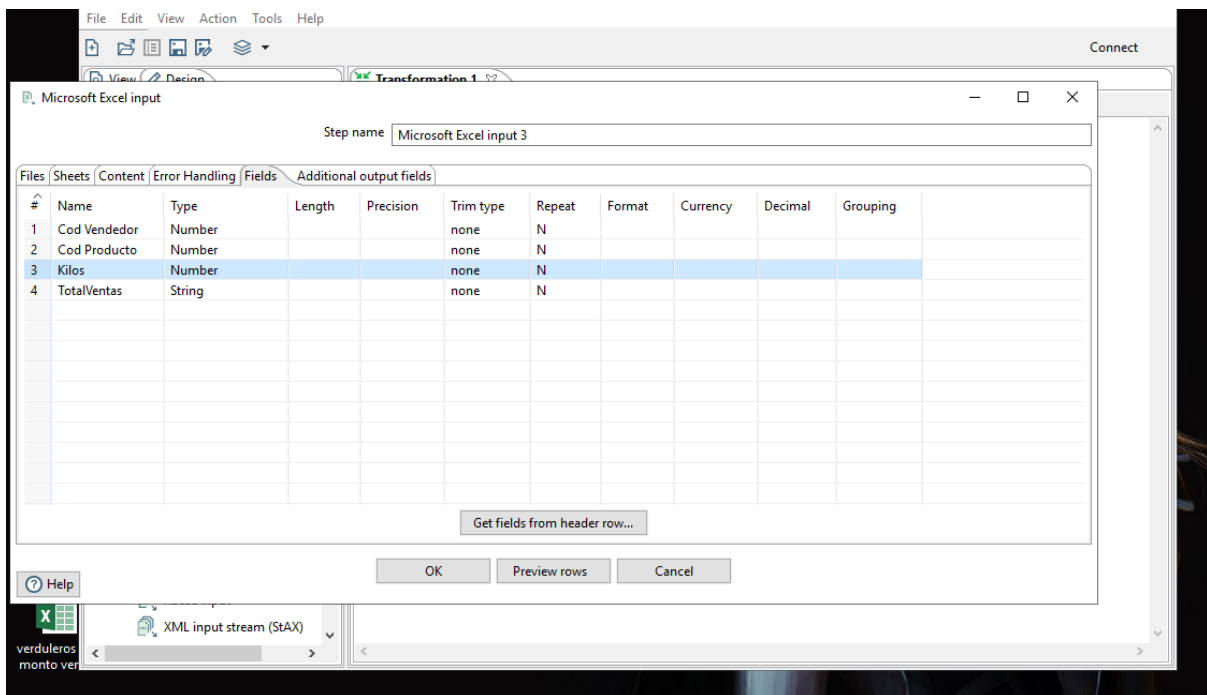 File Edit View Action Tools Help
Connect
View Design Transformation 1
Microsoft Excel input
Step name Microsoft Excel input 3
Files Sheets Content Error Handling Fields Additional output fields
# Name Type Length Precision Trim type Repeat Format Currency Decimal Grouping
1 Cod Vendedor Number none N
2 Cod Producto Number none N
3 Kilos Number none N
4 TotalVentas String none N
Get fields from header row...
OK Preview rows Cancel
Help
XML input stream (StAX)
verduleros
monto ver